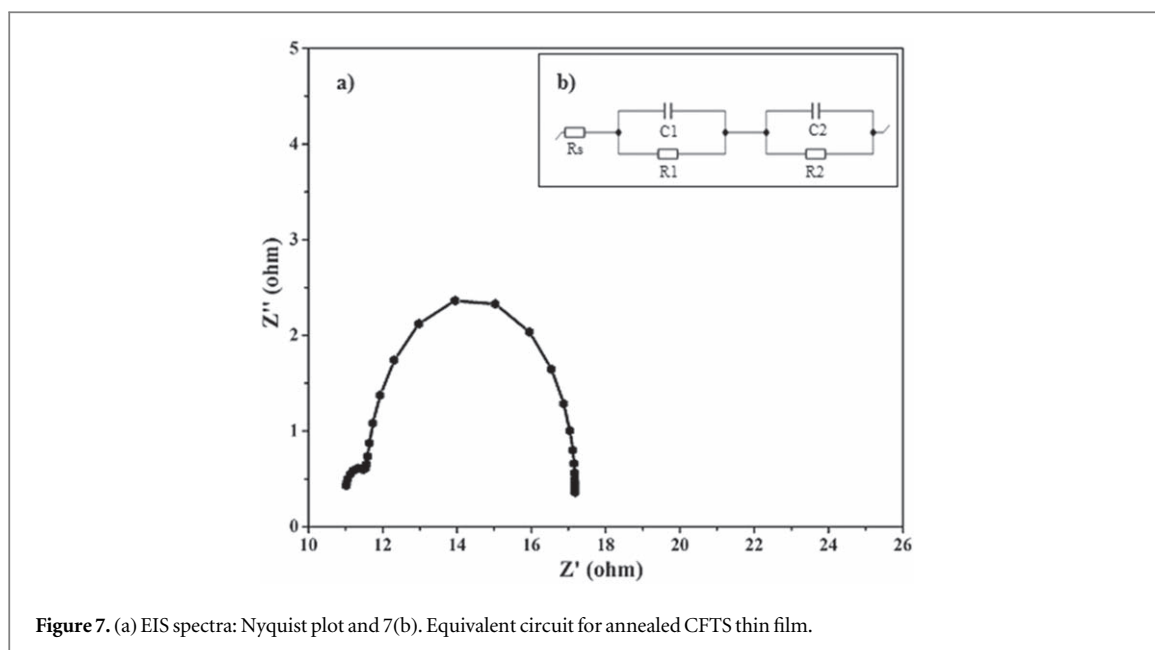 a)
b)
C1
C2
Rs
R1
R2
5
4
3
2
1
0
Z'' (ohm)
10 12 14 16 18 20 22 24 26
Z' (ohm)
Figure 7. (a) EIS spectra: Nyquist plot and 7(b). Equivalent circuit for annealed CFTS thin film.